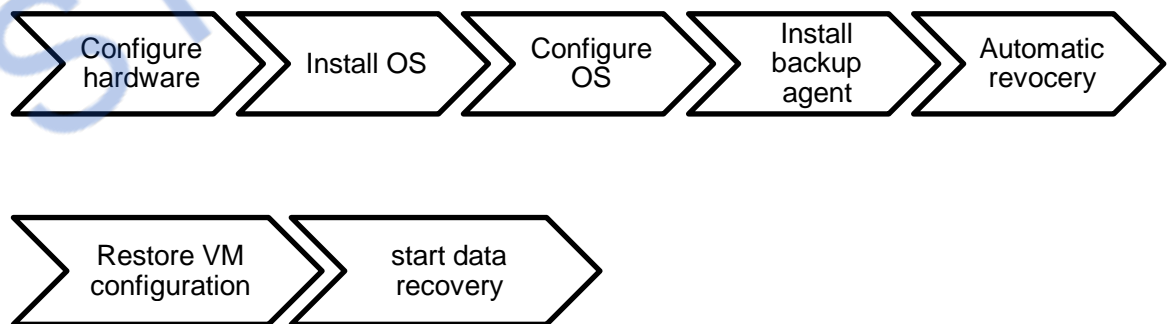 Configure
hardware
Install OS
Configure
OS
Install
backup
agent
Automatic
revocery
Restore VM
configuration
start data
recovery